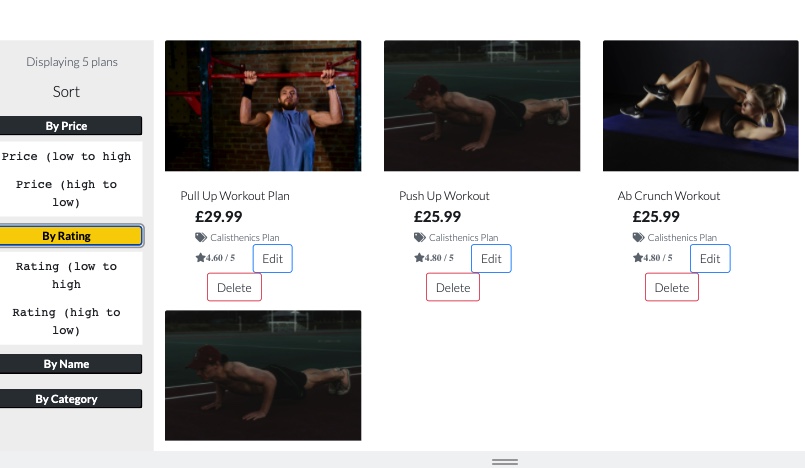 Displaying 5 plans
Sort
By Price
Price (low to high
Price (high to
low)
By Rating
Rating (low to
high
Rating (high to
low)
By Name
By Category
Pull Up Workout Plan
£29.99
Calisthenics Plan
4.60 / 5 Edit
Delete
Push Up Workout
£25.99
Calisthenics Plan
4.80 / 5 Edit
Delete
Ab Crunch Workout
£25.99
Calisthenics Plan
4.80 / 5 Edit
Delete